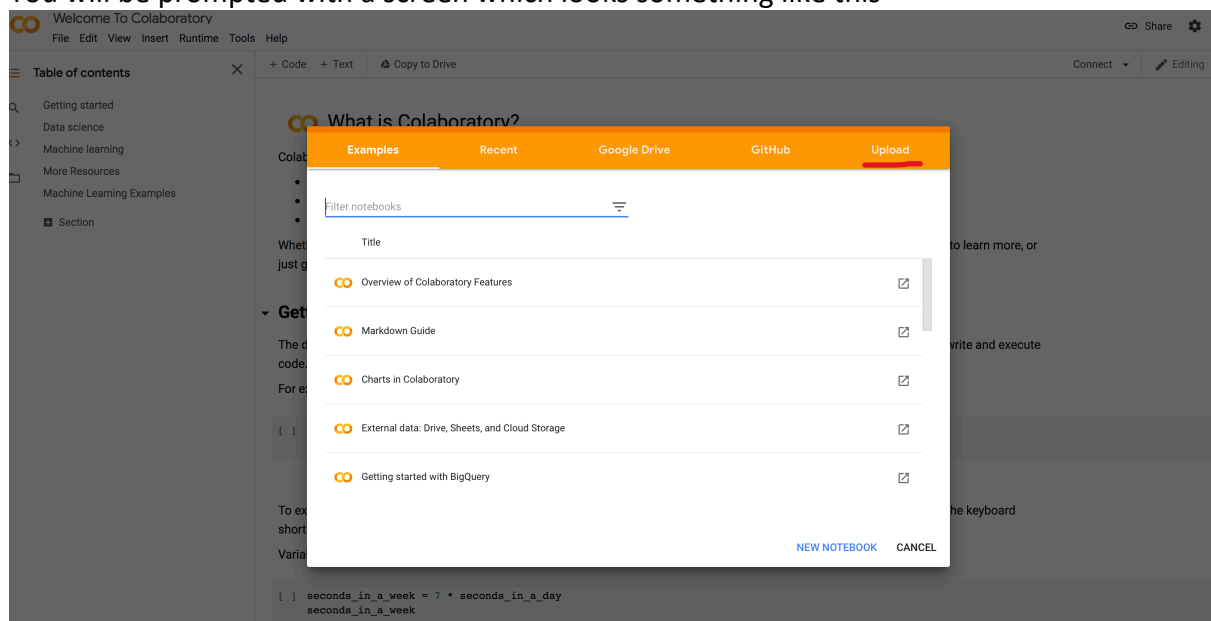 You will be prompted with a screen which looks something like this
Welcome To Colaboratory
Share
File Edit View Insert Runtime Tools Help
Table of contents
+ Code + Text Copy to Drive
Connect Editing
Getting started
Data science
Machine learning
More Resources
Machine Learning Examples
Section
What is Colaboratory?
Examples Recent Google Drive GitHub Upload
Colab
Filter notebooks
Title
Whet to learn more, or
just g
Overview of Colaboratory Features
Get
Markdown Guide
The d write and execute
code.
Charts in Colaboratory
For ex
[ ] External data: Drive, Sheets, and Cloud Storage
Getting started with BigQuery
To ex he keyboard
short
NEW NOTEBOOK CANCEL
Varia
[ ] seconds_in_a_week = 7 * seconds_in_a_day
seconds_in_a_week